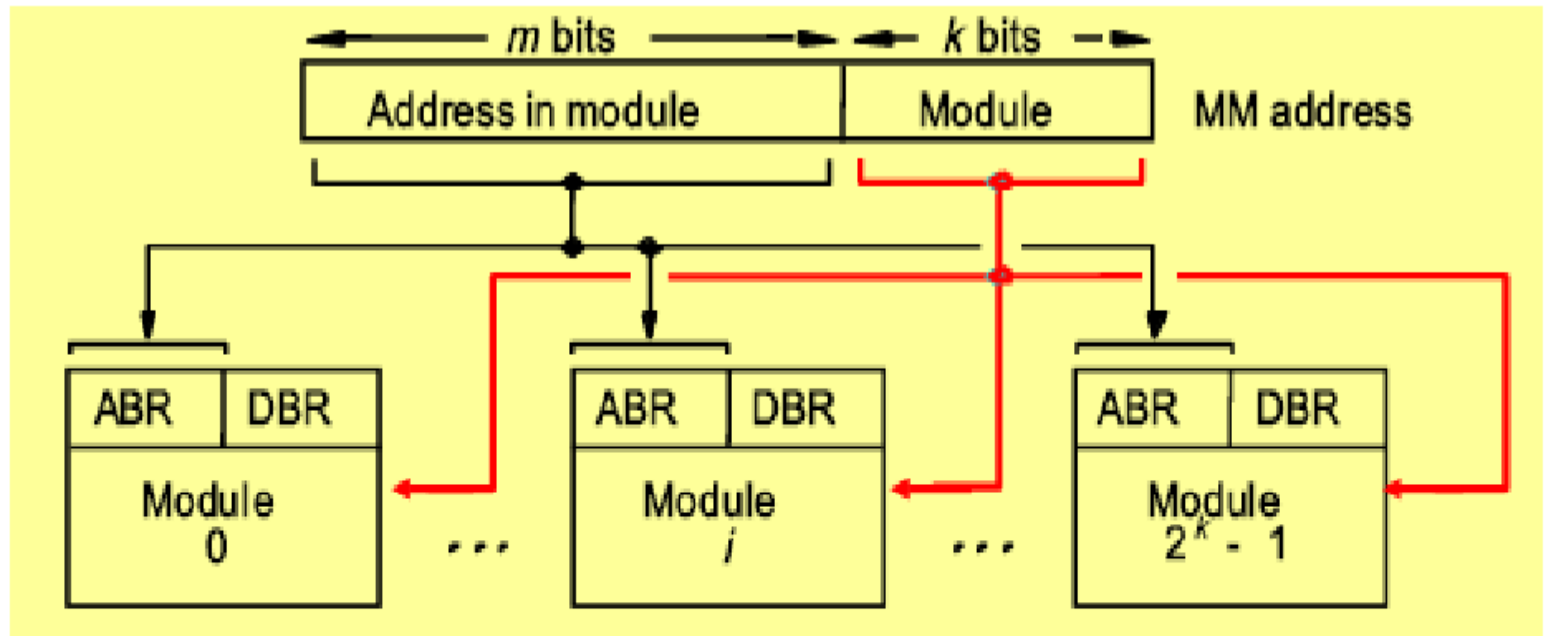 m bits k bits
Address in module Module MM address
ABR DBR ABR DBR ABR DBR
Module Module Module
0 ... i ... 2^k - 1